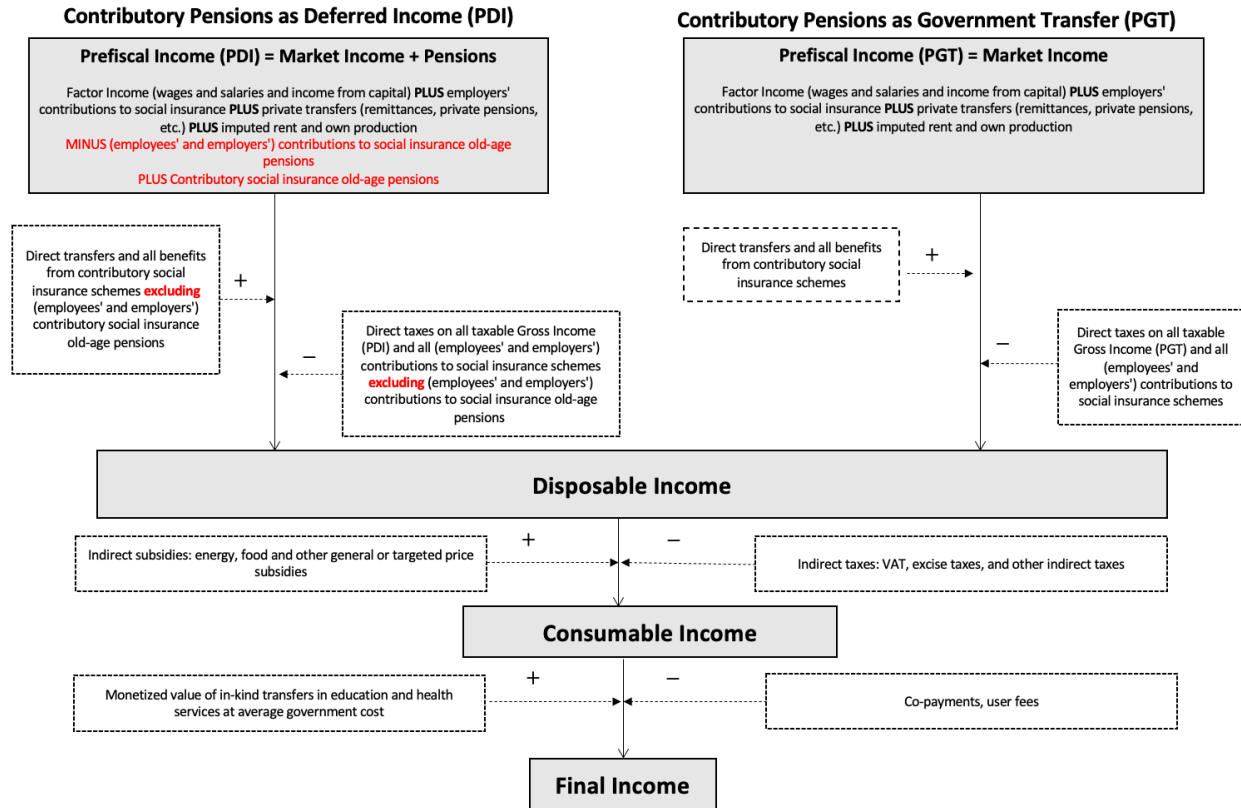 Contributory Pensions as Deferred Income (PDI)
Contributory Pensions as Government Transfer (PGT)
Prefiscal Income (PDI) = Market Income + Pensions
Factor Income (wages and salaries and income from capital) PLUS employers'
contributions to social insurance PLUS private transfers (remittances, private pensions,
etc.) PLUS imputed rent and own production
MINUS (employees' and employers') contributions to social insurance old-age
pensions
PLUS Contributory social insurance old-age pensions
Prefiscal Income (PGT) = Market Income
Factor Income (wages and salaries and income from capital) PLUS employers'
contributions to social insurance PLUS private transfers (remittances, private pensions,
etc.) PLUS imputed rent and own production
Direct transfers and all benefits
from contributory social
insurance schemes excluding
(employees' and employers')
contributory social insurance
old-age pensions
+
Direct taxes on all taxable Gross Income
(PDI) and all (employees' and employers')
contributions to social insurance schemes
excluding (employees' and employers')
contributions to social insurance old-age
pensions
−
Direct transfers and all benefits
from contributory social
insurance schemes
+
Direct taxes on all taxable
Gross Income (PGT) and all
(employees' and
employers') contributions to
social insurance schemes
−
Disposable Income
Indirect subsidies: energy, food and other general or targeted price
subsidies
+
−
Indirect taxes: VAT, excise taxes, and other indirect taxes
Consumable Income
Monetized value of in-kind transfers in education and health
services at average government cost
+
−
Co-payments, user fees
Final Income